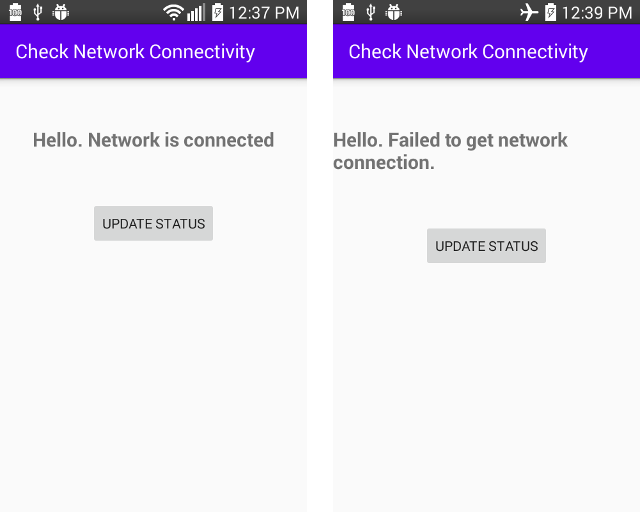 12:37 PM
Check Network Connectivity
Hello. Network is connected
UPDATE STATUS
12:39 PM
Check Network Connectivity
Hello. Failed to get network
connection.
UPDATE STATUS